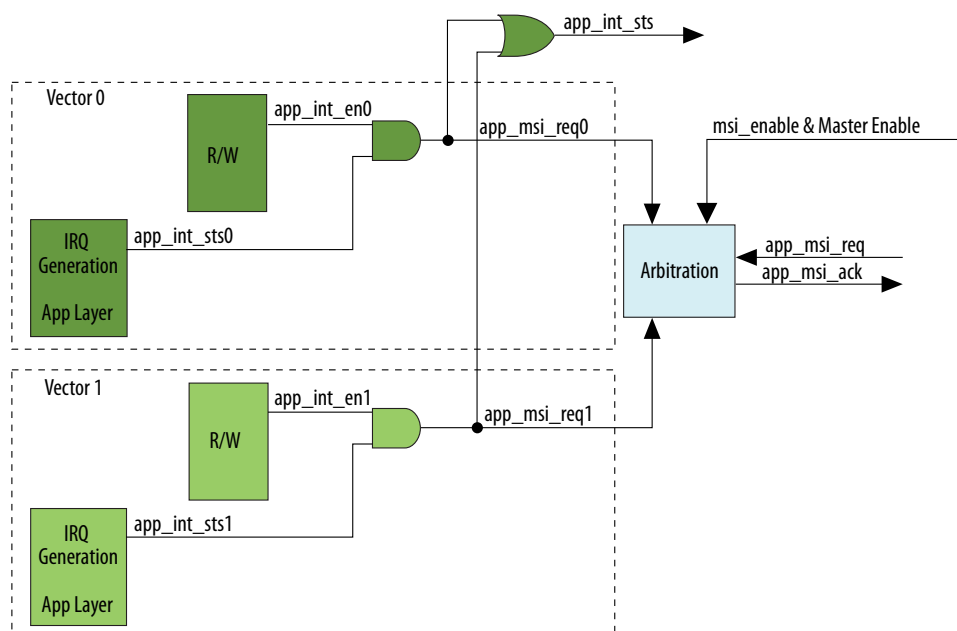 app_int_sts
Vector 0
app_int_en0
R/W
app_msi_req0
msi_enable & Master Enable
app_int_sts0
IRQ
Generation
App Layer
Arbitration
app_msi_req
app_msi_ack
Vector 1
app_int_en1
R/W
app_msi_req1
app_int_sts1
IRQ
Generation
App Layer